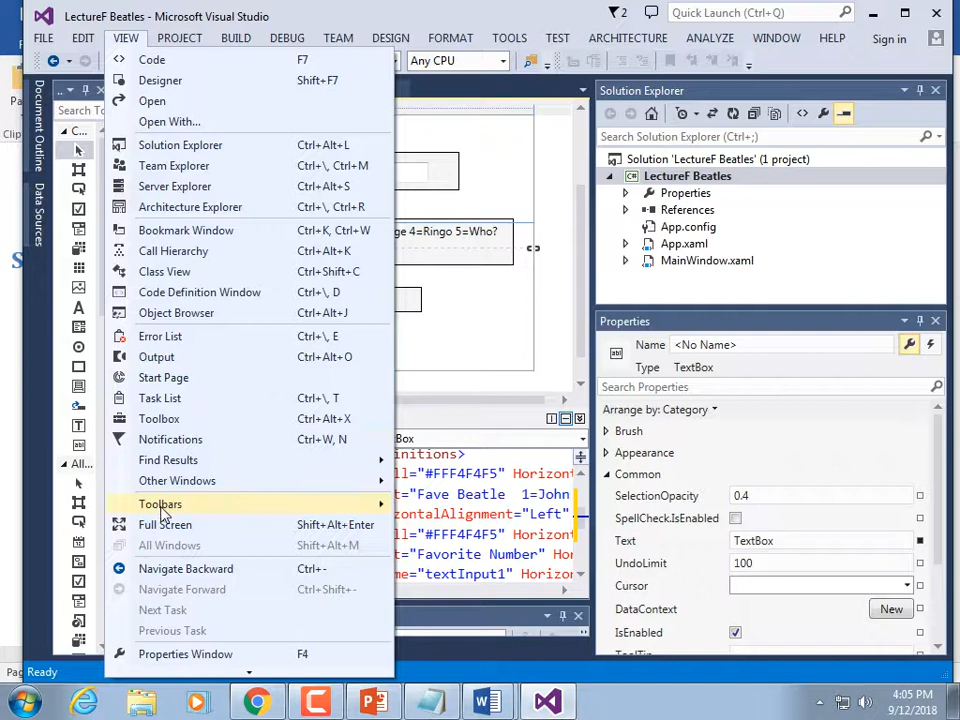 LectureF Beatles - Microsoft Visual Studio
2
Quick Launch (Ctrl+Q)
FILE EDIT VIEW PROJECT BUILD DEBUG TEAM DESIGN FORMAT TOOLS TEST ARCHITECTURE ANALYZE WINDOW HELP Sign in
Any CPU
Document Outline
Data Sources
Search To
C...
All...
Code F7
Designer Shift+F7
Open
Open With...
Solution Explorer Ctrl+Alt+L
Team Explorer Ctrl+\, Ctrl+M
Server Explorer Ctrl+Alt+S
Architecture Explorer Ctrl+\, Ctrl+R
Bookmark Window Ctrl+K, Ctrl+W
Call Hierarchy Ctrl+Alt+K
Class View Ctrl+Shift+C
Code Definition Window Ctrl+\, D
Object Browser Ctrl+Alt+J
Error List Ctrl+\, E
Output Ctrl+Alt+O
Start Page
Task List Ctrl+\, T
Toolbox Ctrl+Alt+X
Notifications Ctrl+W, N
Find Results
Other Windows
Toolbars
Full Screen Shift+Alt+Enter
All Windows Shift+Alt+M
Navigate Backward Ctrl+-
Navigate Forward Ctrl+Shift+-
Next Task
Previous Task
Properties Window F4
ge 4=Ringo 5=Who?
Box
initions>
ll="#FFF4F4F5" Horizont
ll="#FFF4F4F5" Horizont
t="Fave Beatle 1=John
zontalAlignment="Left"
t="Favorite Number" Ho
me="textInput1" Horizo
Solution Explorer
Search Solution Explorer (Ctrl+;)
Solution 'LectureF Beatles' (1 project)
LectureF Beatles
Properties
References
App.config
App.xaml
MainWindow.xaml
Properties
Name <No Name>
Type TextBox
Search Properties
Arrange by: Category
Brush
Appearance
Common
SelectionOpacity 0.4
SpellCheck.IsEnabled
Text TextBox
UndoLimit 100
Cursor
DataContext New
IsEnabled
Ready
4:05 PM
9/12/2018